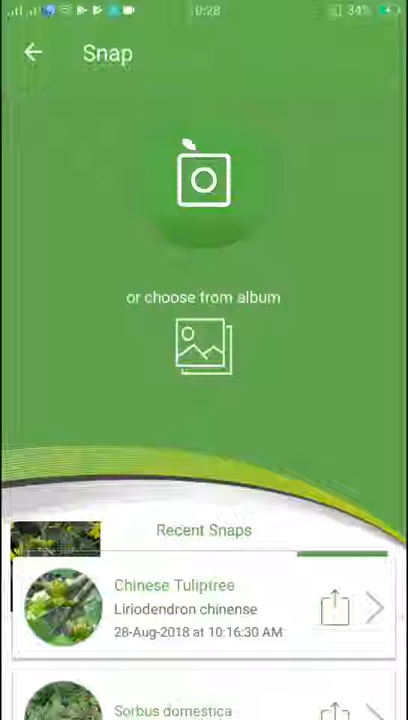 10:28
34%
Snap
or choose from album
Recent Snaps
Chinese Tuliptree
Liriodendron chinense
28-Aug-2018 at 10:16:30 AM
Sorbus domestica